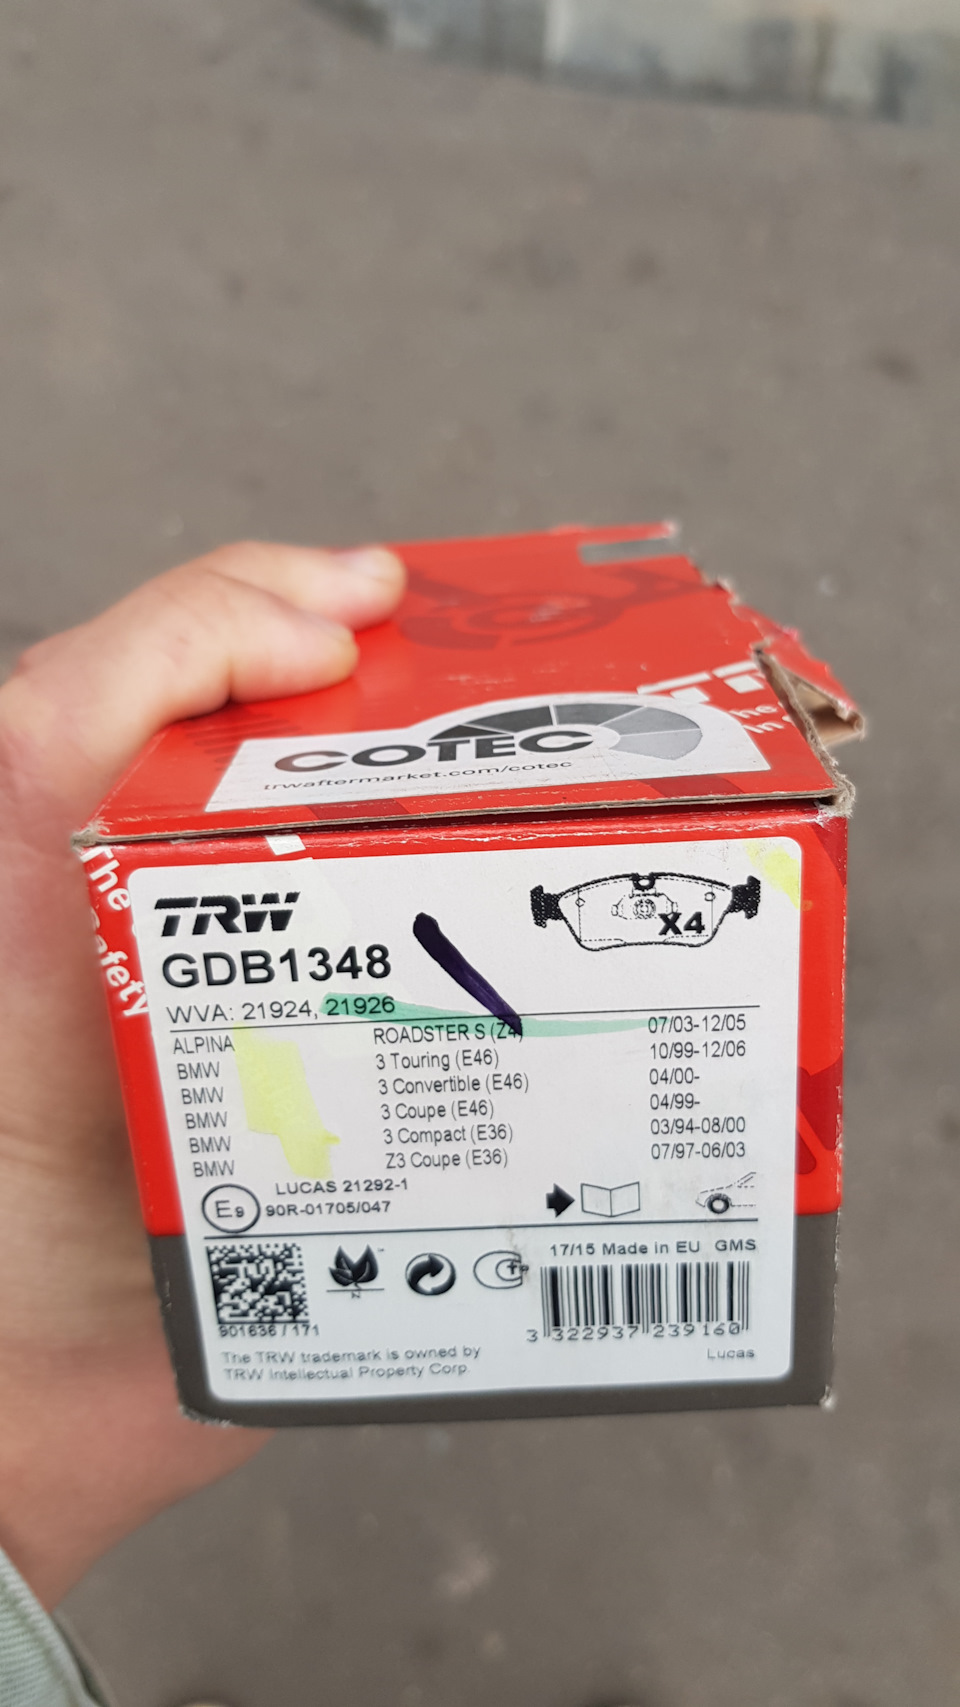 COTEC
trwaftermarket.com/cotec
The
Safety
TRW
GDB1348
X4
WVA: 21924, 21926
ALPINA ROADSTER S (Z4) 07/03-12/05
BMW 3 Touring (E46) 10/99-12/06
BMW 3 Convertible (E46) 04/00-
BMW 3 Coupe (E46) 04/99-
BMW 3 Compact (E36) 03/94-08/00
BMW Z3 Coupe (E36) 07/97-06/03
LUCAS 21292-1
E9 90R-01705/047
17/15 Made in EU GMS
901636 / 171
3 322937 239160
Lucas
The TRW trademark is owned by
TRW Intellectual Property Corp.